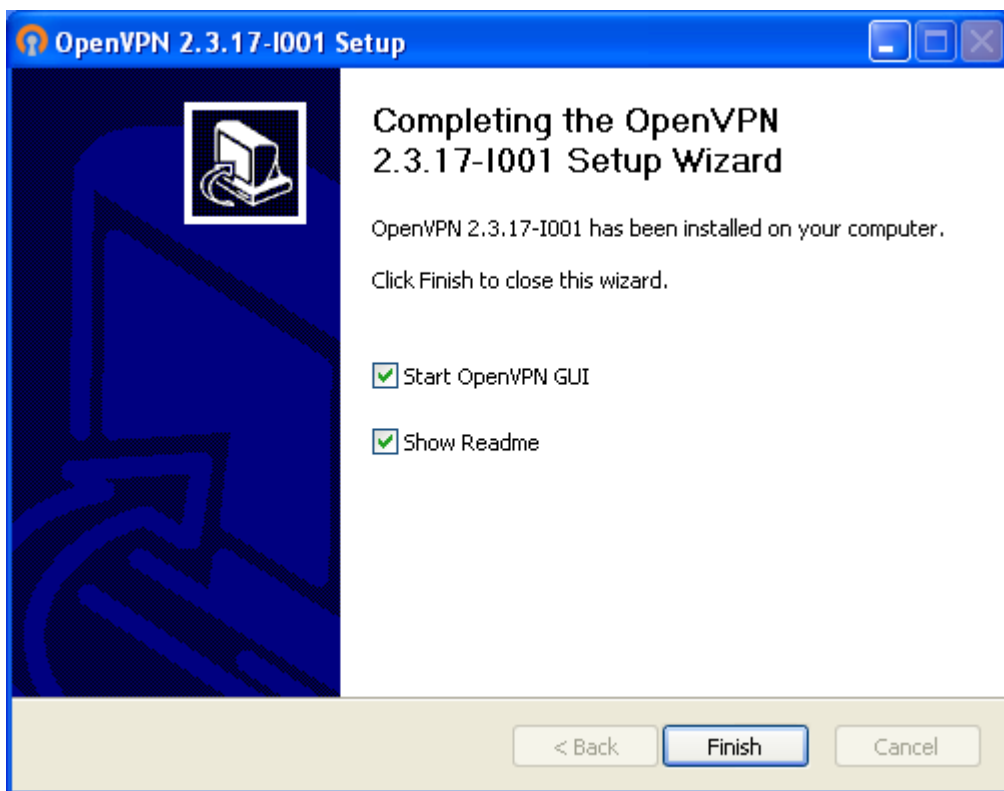 OpenVPN 2.3.17-I001 Setup
Completing the OpenVPN
2.3.17-I001 Setup Wizard
OpenVPN 2.3.17-I001 has been installed on your computer.
Click Finish to close this wizard.
Start OpenVPN GUI
Show Readme
< Back Finish Cancel